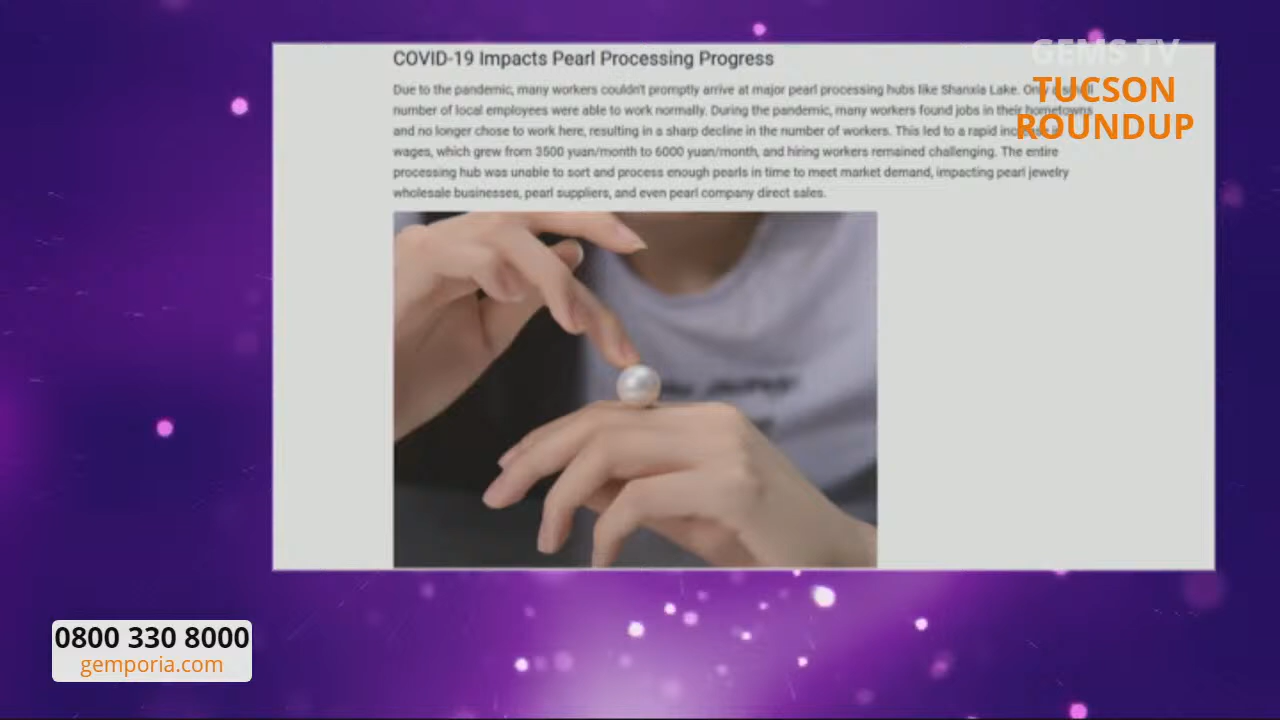 COVID-19 Impacts Pearl Processing Progress
GEMS TV
Due to the pandemic, many workers couldn't promptly arrive at major pearl processing hubs like Shanxia Lake. Only a small
TUCSON
number of local employees were able to work normally. During the pandemic, many workers found jobs in their hometowns
ROUNDUP
and no longer chose to work here, resulting in a sharp decline in the number of workers. This led to a rapid increase in
wages, which grew from 3500 yuan/month to 6000 yuan/month, and hiring workers remained challenging. The entire
processing hub was unable to sort and process enough pearls in time to meet market demand, impacting pearl jewelry
wholesale businesses, pearl suppliers, and even pearl company direct sales.
0800 330 8000
gemporia.com